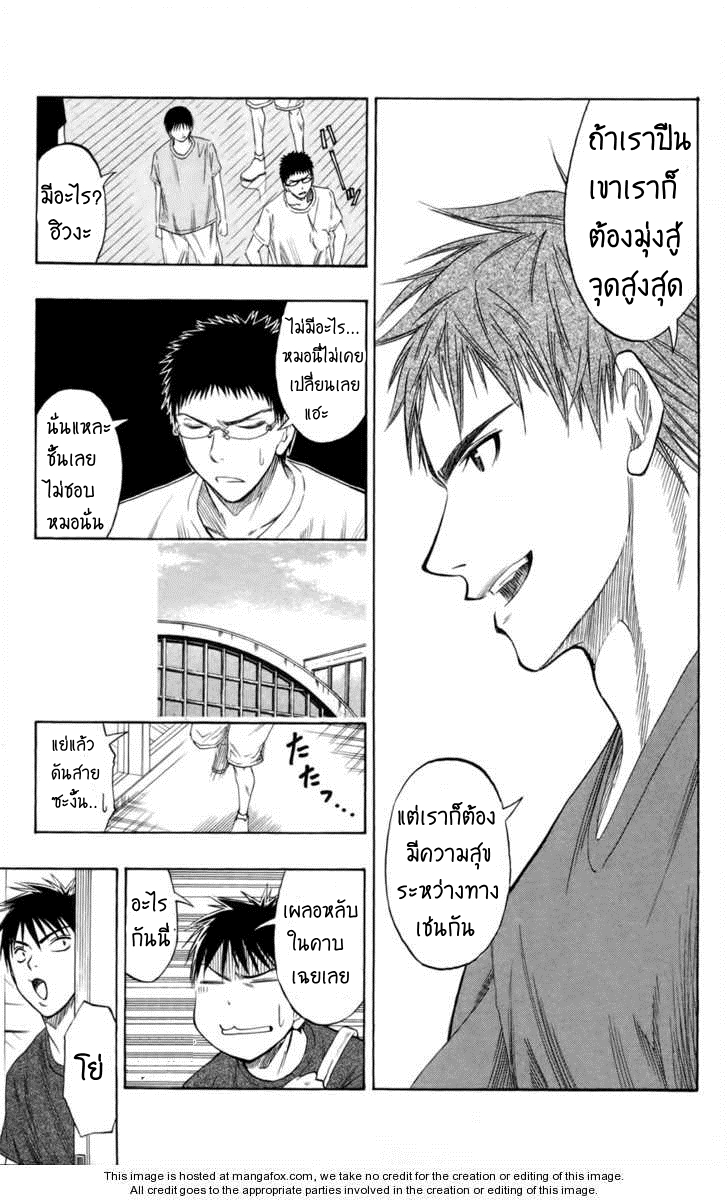 ถ้าเราปีน
เขาเราก็
ต้องมุ่งสู้
จุดสูงสุด
แต่เราก็ต้อง
มีความสุข
ระหว่างทาง
เช่นกัน
มีอะไร?
ฮิวงะ
ไม่มีอะไร...
หมอนี่ไม่เคย
เปลี่ยนเลย
แฮะ
นั่นแหละ
ชั้นเลย
ไม่ชอบ
หมอนั่น
แย่แล้ว
ดันสาย
ซะงั้น..
たたっ...
เผลอหลับ
ในคาบ
เฉยเลย
อะไร
กันนี่
โย่
This image is hosted at mangafox.com, we take no credit for the creation or editing of this image.
All credit goes to the appropriate parties involved in the creation or editing of this image.